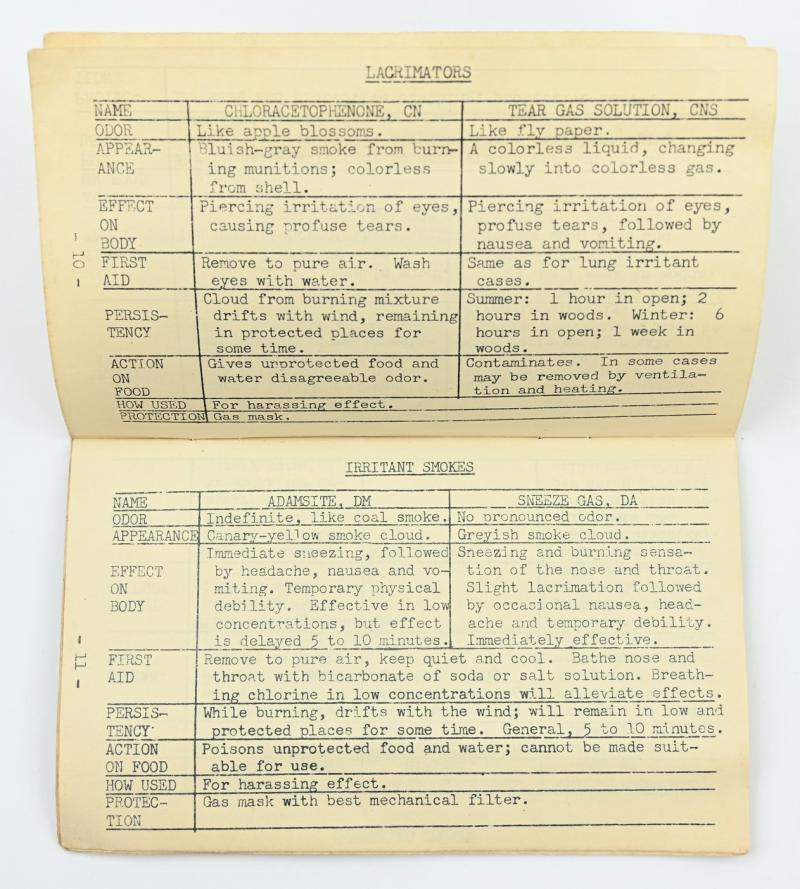 LACRIMATORS
NAME CHLORACETOPHENONE, CN TEAR GAS SOLUTION, CNS
ODOR Like apple blossoms. Like fly paper.
APPEAR- Bluish-gray smoke from burn- A colorless liquid, changing
ANCE ing munitions; colorless slowly into colorless gas.
from shell.
EFFECT Piercing irritation of eyes, Piercing irritation of eyes,
ON causing profuse tears. profuse tears, followed by
BODY nausea and vomiting.
FIRST Remove to pure air. Wash Same as for lung irritant
AID eyes with water. cases.
Cloud from burning mixture Summer: 1 hour in open; 2
PERSIS- drifts with wind, remaining hours in woods. Winter: 6
TENCY in protected places for hours in open; 1 week in
some time. woods.
ACTION Gives unprotected food and Contaminates. In some cases
ON water disagreeable odor. may be removed by ventila-
FOOD tion and heating.
HOW USED For harassing effect.
PROTECTION Gas mask.
- 10 -
IRRITANT SMOKES
NAME ADAMSITE, DM SNEEZE GAS, DA
ODOR Indefinite, like coal smoke. No pronounced odor.
APPEARANCE Canary-yellow smoke cloud. Greyish smoke cloud.
Immediate sneezing, followed Sneezing and burning sensa-
EFFECT by headache, nausea and vo- tion of the nose and throat.
ON miting. Temporary physical Slight lacrimation followed
BODY debility. Effective in low by occasional nausea, head-
concentrations, but effect ache and temporary debility.
is delayed 5 to 10 minutes. Immediately effective.
FIRST Remove to pure air, keep quiet and cool. Bathe nose and
AID throat with bicarbonate of soda or salt solution. Breath-
ing chlorine in low concentrations will alleviate effects.
PERSIS- While burning, drifts with the wind; will remain in low and
TENCY protected places for some time. General, 5 to 10 minutes.
ACTION Poisons unprotected food and water; cannot be made suit-
ON FOOD able for use.
HOW USED For harassing effect.
PROTEC- Gas mask with best mechanical filter.
TION
- 11 -